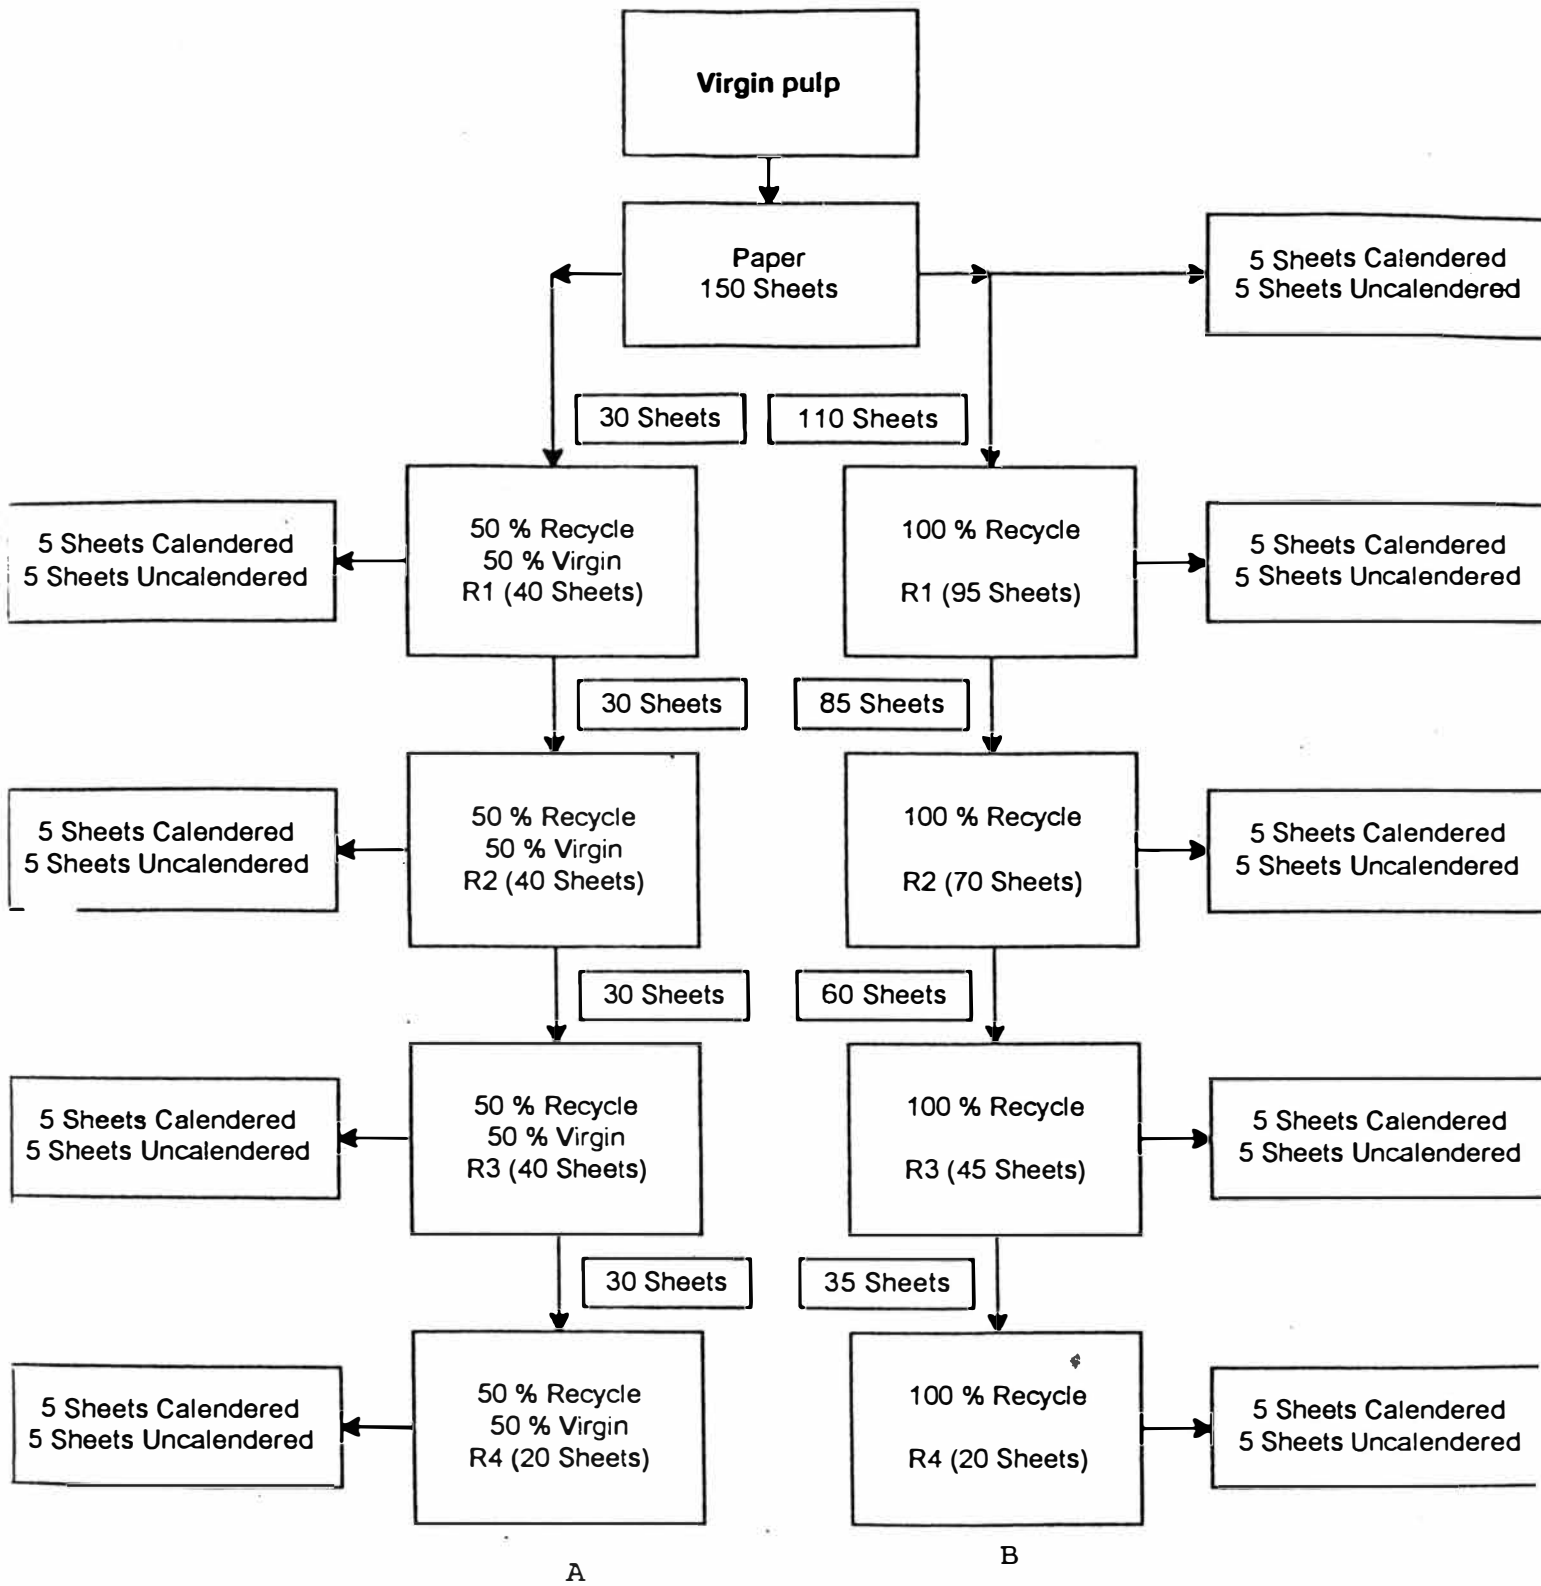 Virgin pulp
Paper
150 Sheets
5 Sheets Calendered
5 Sheets Uncalendered
30 Sheets
110 Sheets
5 Sheets Calendered
5 Sheets Uncalendered
50 % Recycle
50 % Virgin
R1 (40 Sheets)
100 % Recycle
R1 (95 Sheets)
5 Sheets Calendered
5 Sheets Uncalendered
30 Sheets
85 Sheets
5 Sheets Calendered
5 Sheets Uncalendered
50 % Recycle
50 % Virgin
R2 (40 Sheets)
100 % Recycle
R2 (70 Sheets)
5 Sheets Calendered
5 Sheets Uncalendered
30 Sheets
60 Sheets
5 Sheets Calendered
5 Sheets Uncalendered
50 % Recycle
50 % Virgin
R3 (40 Sheets)
100 % Recycle
R3 (45 Sheets)
5 Sheets Calendered
5 Sheets Uncalendered
30 Sheets
35 Sheets
5 Sheets Calendered
5 Sheets Uncalendered
50 % Recycle
50 % Virgin
R4 (20 Sheets)
100 % Recycle
R4 (20 Sheets)
5 Sheets Calendered
5 Sheets Uncalendered
A
B